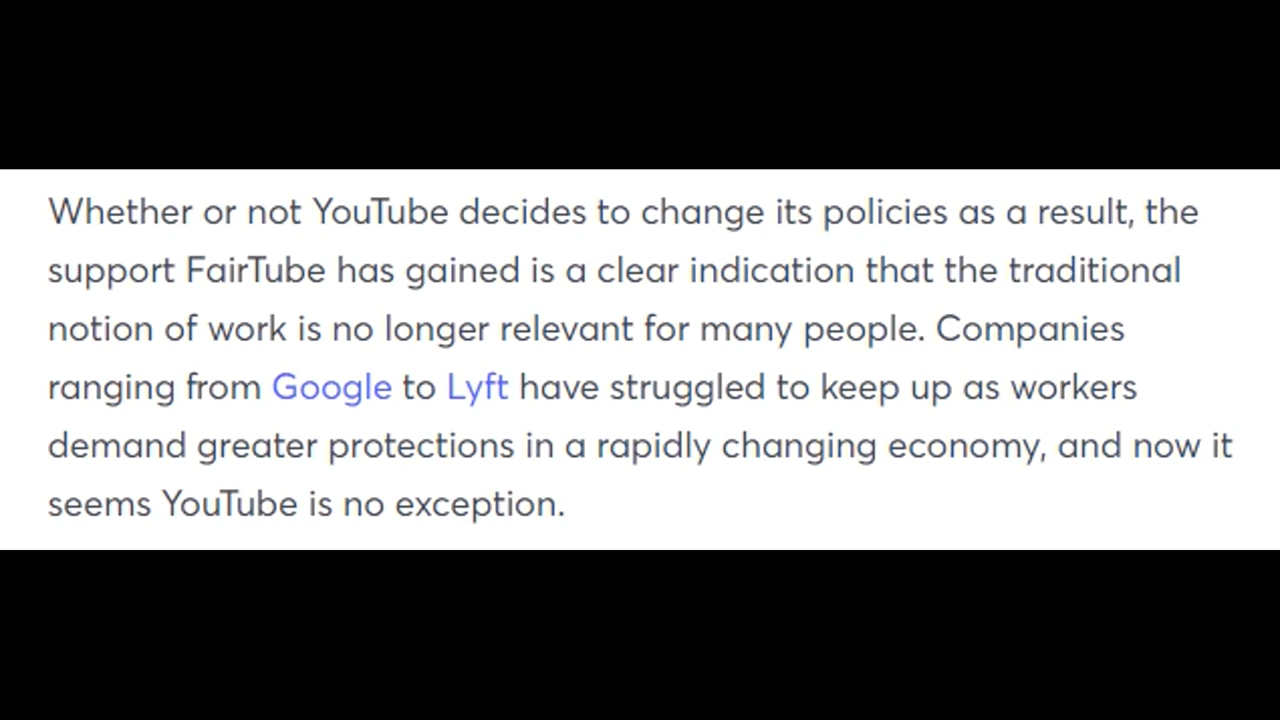 Whether or not YouTube decides to change its policies as a result, the
support FairTube has gained is a clear indication that the traditional
notion of work is no longer relevant for many people. Companies
ranging from Google to Lyft have struggled to keep up as workers
demand greater protections in a rapidly changing economy, and now it
seems YouTube is no exception.